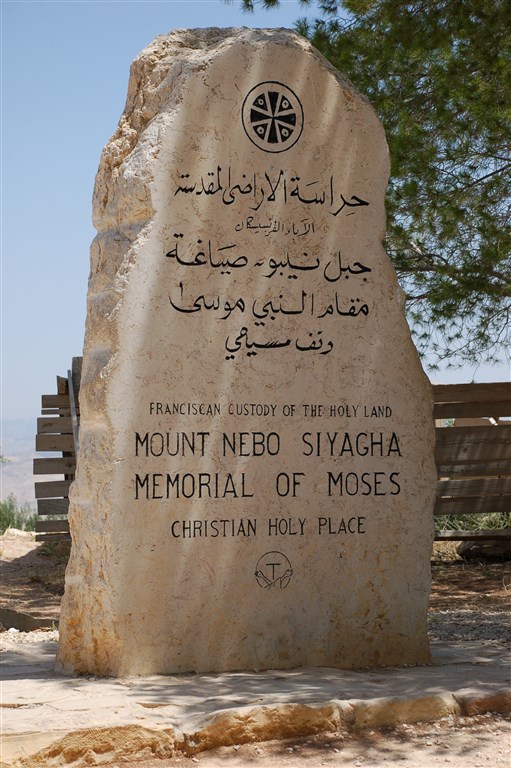 حراسة الاراضي المقدسة
الآباء الفرنسيسكان
جبل نيبو - صياغة
مقام النبي موسى
وقف مسيحي
FRANCISCAN CUSTODY OF THE HOLY LAND
MOUNT NEBO SIYAGHA
MEMORIAL OF MOSES
CHRISTIAN HOLY PLACE